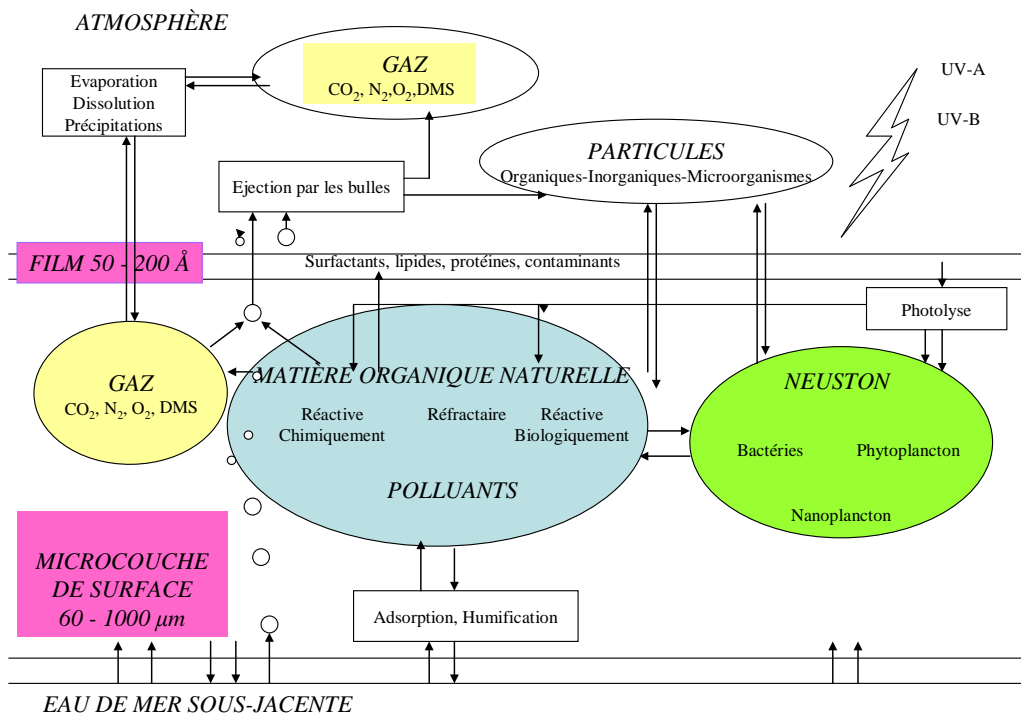 ATMOSPHÈRE
GAZ
CO₂, N₂,O₂,DMS
Evaporation
Dissolution
Précipitations
UV-A
UV-B
PARTICULES
Organiques-Inorganiques-Microorganismes
Ejection par les bulles
FILM 50 - 200 Å
Surfactants, lipides, protéines, contaminants
Photolyse
GAZ
CO₂, N₂, O₂, DMS
MATIÈRE ORGANIQUE NATURELLE
Réactive
Chimiquement
Réfractaire
Réactive
Biologiquement
POLLUANTS
NEUSTON
Bactéries
Phytoplancton
Nanoplancton
MICROCOUCHE
DE SURFACE
60 - 1000 µm
Adsorption, Humification
EAU DE MER SOUS-JACENTE